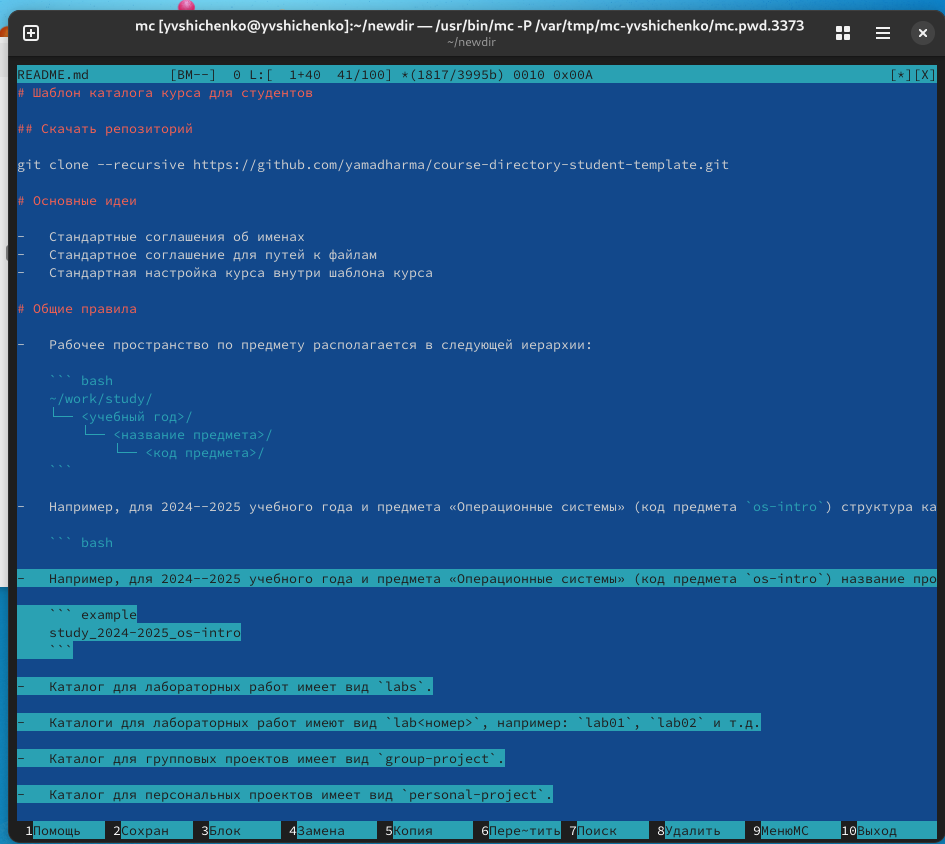 mc [yvshichenko@yvshichenko]:~/newdir — /usr/bin/mc -P /var/tmp/mc-yvshichenko/mc.pwd.3373
~/newdir
README.md [BM--] 0 L:[ 1+40 41/100] *(1817/3995b) 0010 0x00A [*][X]
# Шаблон каталога курса для студентов
## Скачать репозиторий
git clone --recursive https://github.com/yamadharma/course-directory-student-template.git
# Основные идеи
- Стандартные соглашения об именах
- Стандартное соглашение для путей к файлам
- Стандартная настройка курса внутри шаблона курса
# Общие правила
- Рабочее пространство по предмету располагается в следующей иерархии:
``` bash
~/work/study/
└── <учебный год>/
└── <название предмета>/
└── <код предмета>/
```
- Например, для 2024--2025 учебного года и предмета «Операционные системы» (код предмета `os-intro`) структура ка
``` bash
- Например, для 2024--2025 учебного года и предмета «Операционные системы» (код предмета `os-intro`) название про
``` example
study_2024-2025_os-intro
```
- Каталог для лабораторных работ имеет вид `labs`.
- Каталоги для лабораторных работ имеют вид `lab<номер>`, например: `lab01`, `lab02` и т.д.
- Каталог для групповых проектов имеет вид `group-project`.
- Каталог для персональных проектов имеет вид `personal-project`.
1Помощь 2Сохран 3Блок 4Замена 5Копия 6Пере~тить 7Поиск 8Удалить 9МенюMC 10Выход